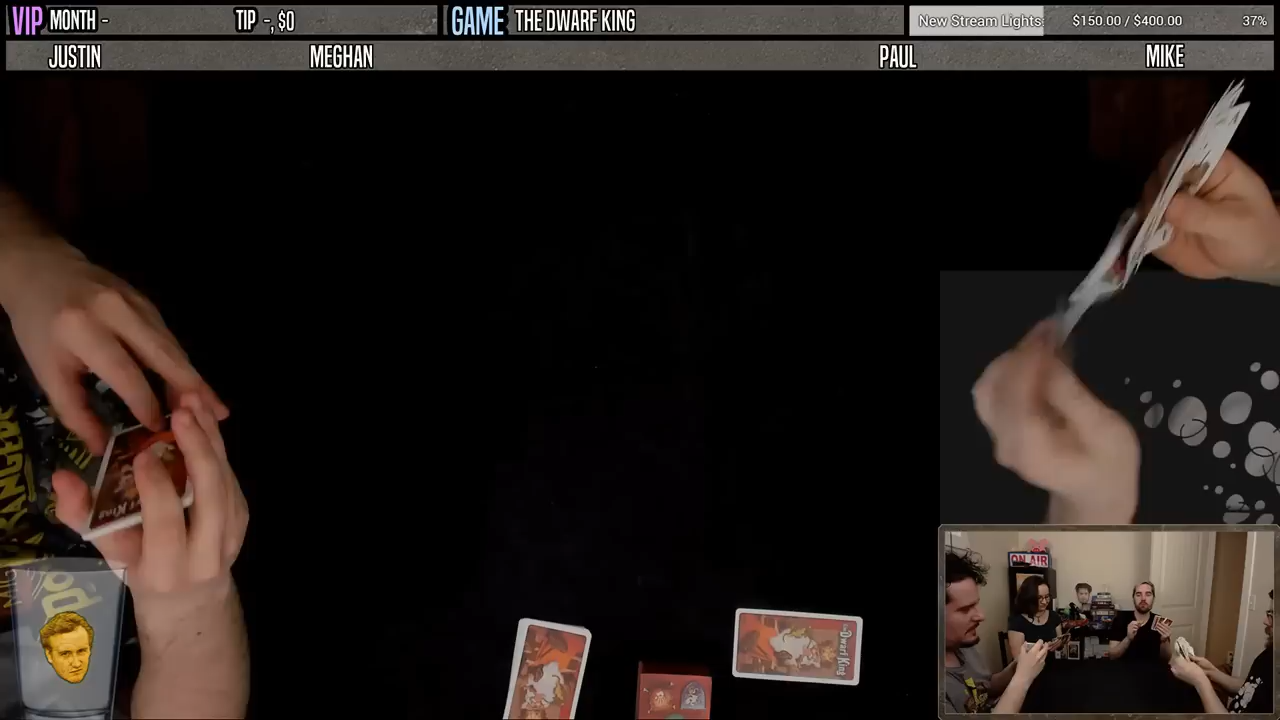 VIP MONTH - TIP -, $0 GAME THE DWARF KING New Stream Lights: $150.00 / $400.00 37%
JUSTIN MEGHAN PAUL MIKE
RANGER
Dwarf King
ON AIR